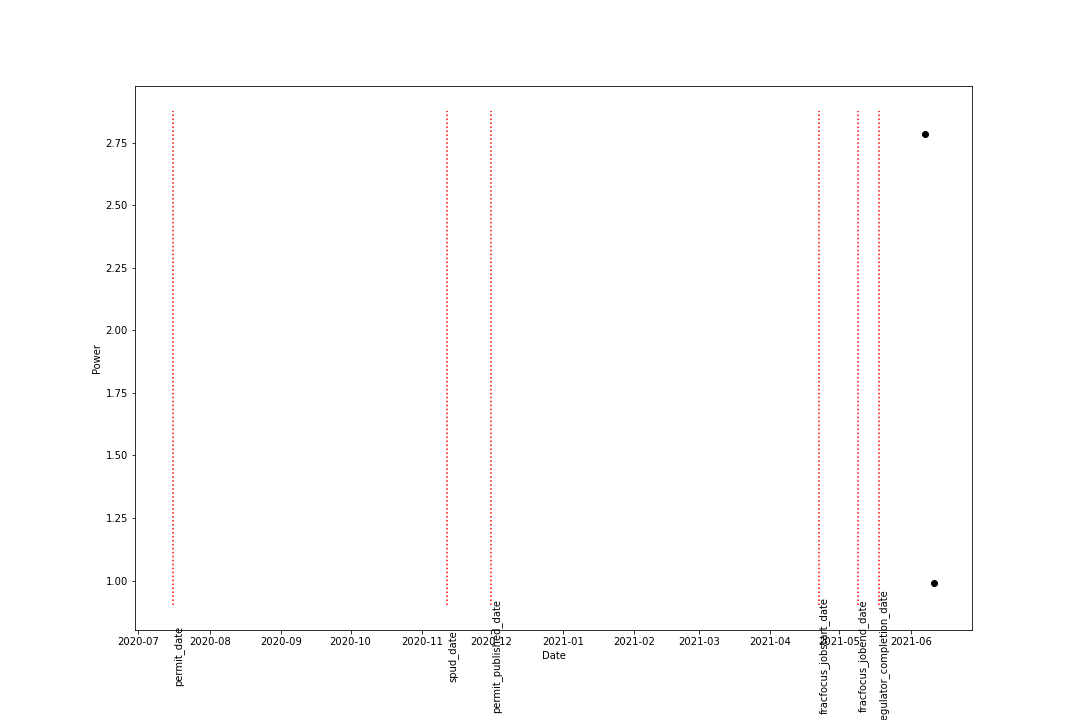 2.75
2.50
2.25
2.00
1.75
1.50
1.25
1.00
Power
2020-07
2020-08
2020-09
2020-10
2020-11
2020-12
2021-01
2021-02
2021-03
2021-04
2021-05
2021-06
Date
permit_date
spud_date
permit_published_date
fracfocus_jobstart_date
fracfocus_jobend_date
egulator_completion_date